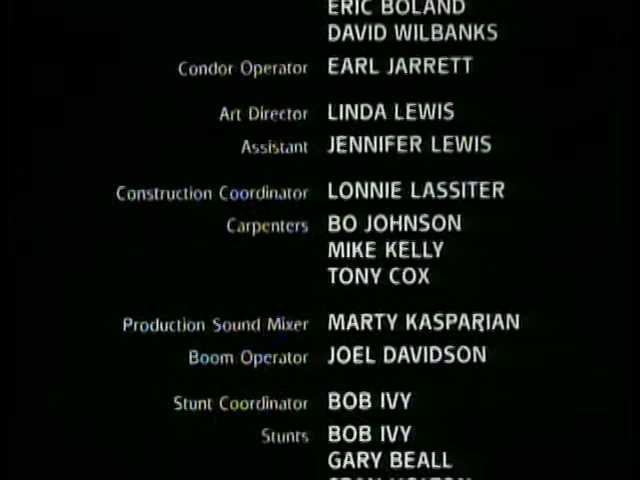 ERIC BOLAND
DAVID WILBANKS
Condor Operator EARL JARRETT
Art Director LINDA LEWIS
Assistant JENNIFER LEWIS
Construction Coordinator LONNIE LASSITER
Carpenters BO JOHNSON
MIKE KELLY
TONY COX
Production Sound Mixer MARTY KASPARIAN
Boom Operator JOEL DAVIDSON
Stunt Coordinator BOB IVY
Stunts BOB IVY
GARY BEALL